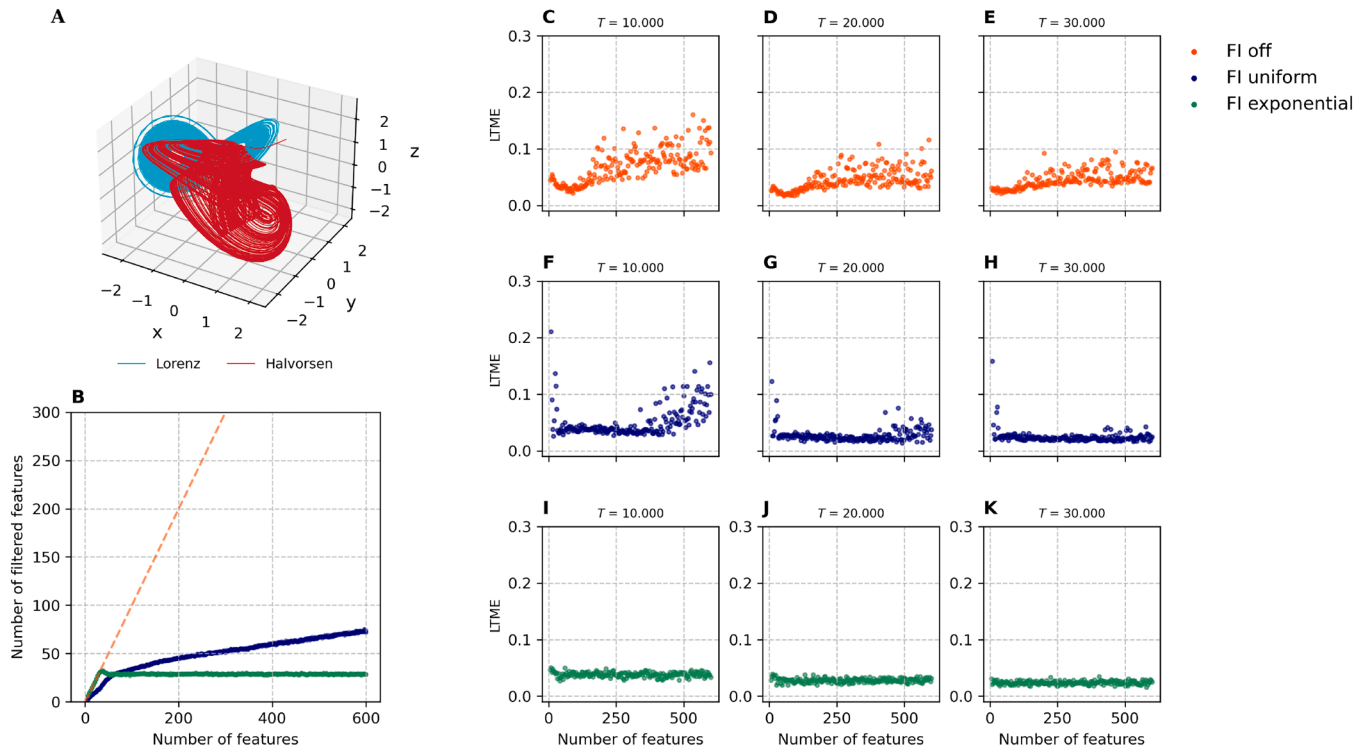 A
2
1
0
−1
−2
z
2
1
0
−1
−2
y
−2
−1
0
1
2
x
Lorenz Halvorsen
B
300
250
200
150
100
50
0
Number of filtered features
0 200 400 600
Number of features
C T = 10.000 D T = 20.000 E T = 30.000
0.3
0.2
0.1
0.0
LTME
FI off
FI uniform
FI exponential
F T = 10.000 G T = 20.000 H T = 30.000
0.3
0.2
0.1
0.0
LTME
I T = 10.000 J T = 20.000 K T = 30.000
0.3 0.3 0.3
0.2 0.2 0.2
0.1 0.1 0.1
0.0 0.0 0.0
LTME
0 250 500 0 250 500 0 250 500
Number of features Number of features Number of features